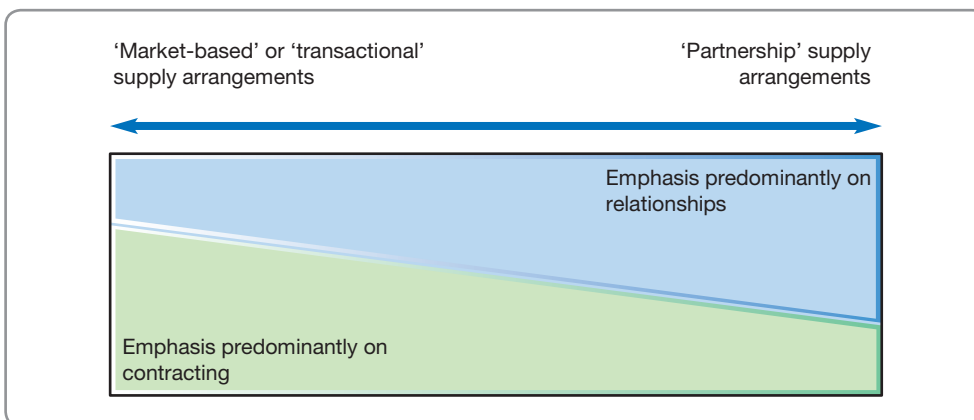 ‘Market-based’ or ‘transactional’
supply arrangements
‘Partnership’ supply
arrangements
Emphasis predominantly on
relationships
Emphasis predominantly on
contracting